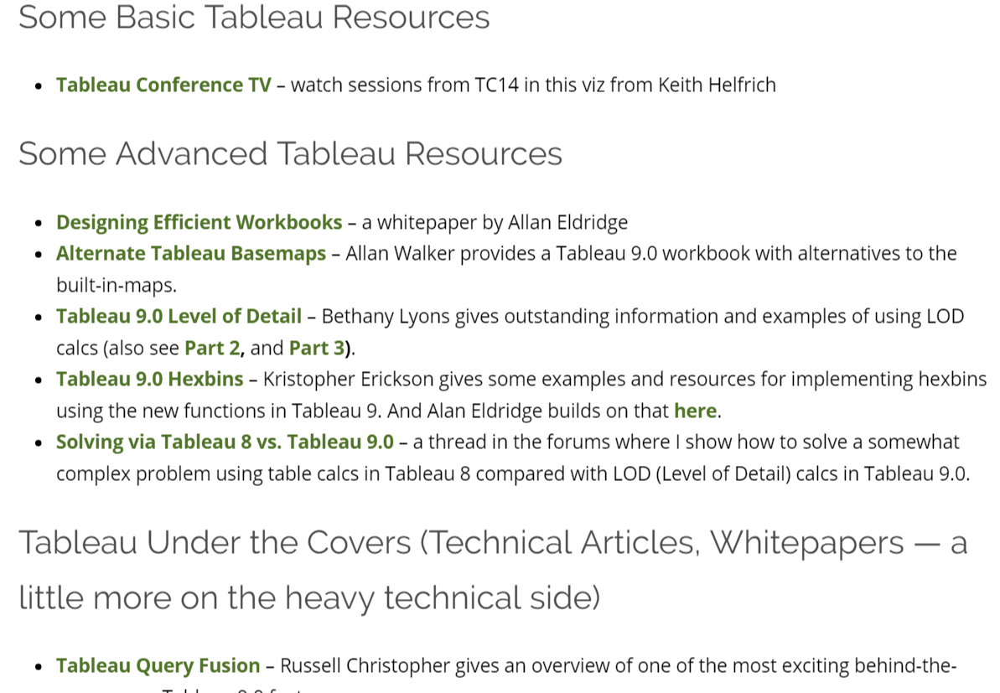 Some Basic Tableau Resources
• Tableau Conference TV – watch sessions from TC14 in this viz from Keith Helfrich
Some Advanced Tableau Resources
• Designing Efficient Workbooks – a whitepaper by Allan Eldridge
• Alternate Tableau Basemaps – Allan Walker provides a Tableau 9.0 workbook with alternatives to the
built-in-maps.
• Tableau 9.0 Level of Detail – Bethany Lyons gives outstanding information and examples of using LOD
calcs (also see Part 2, and Part 3).
• Tableau 9.0 Hexbins – Kristopher Erickson gives some examples and resources for implementing hexbins
using the new functions in Tableau 9. And Alan Eldridge builds on that here.
• Solving via Tableau 8 vs. Tableau 9.0 – a thread in the forums where I show how to solve a somewhat
complex problem using table calcs in Tableau 8 compared with LOD (Level of Detail) calcs in Tableau 9.0.
Tableau Under the Covers (Technical Articles, Whitepapers — a
little more on the heavy technical side)
• Tableau Query Fusion – Russell Christopher gives an overview of one of the most exciting behind-the-